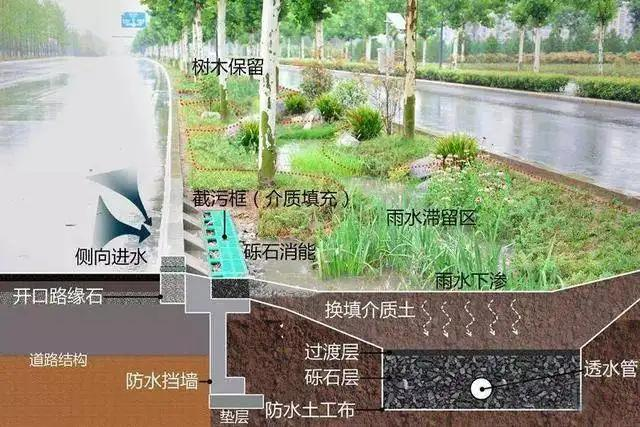 树木保留
截污框（介质填充）
雨水滞留区
侧向进水
砾石消能
雨水下渗
开口路缘石
换填介质土
道路结构
过渡层
防水挡墙
砾石层
透水管
垫层
防水土工布